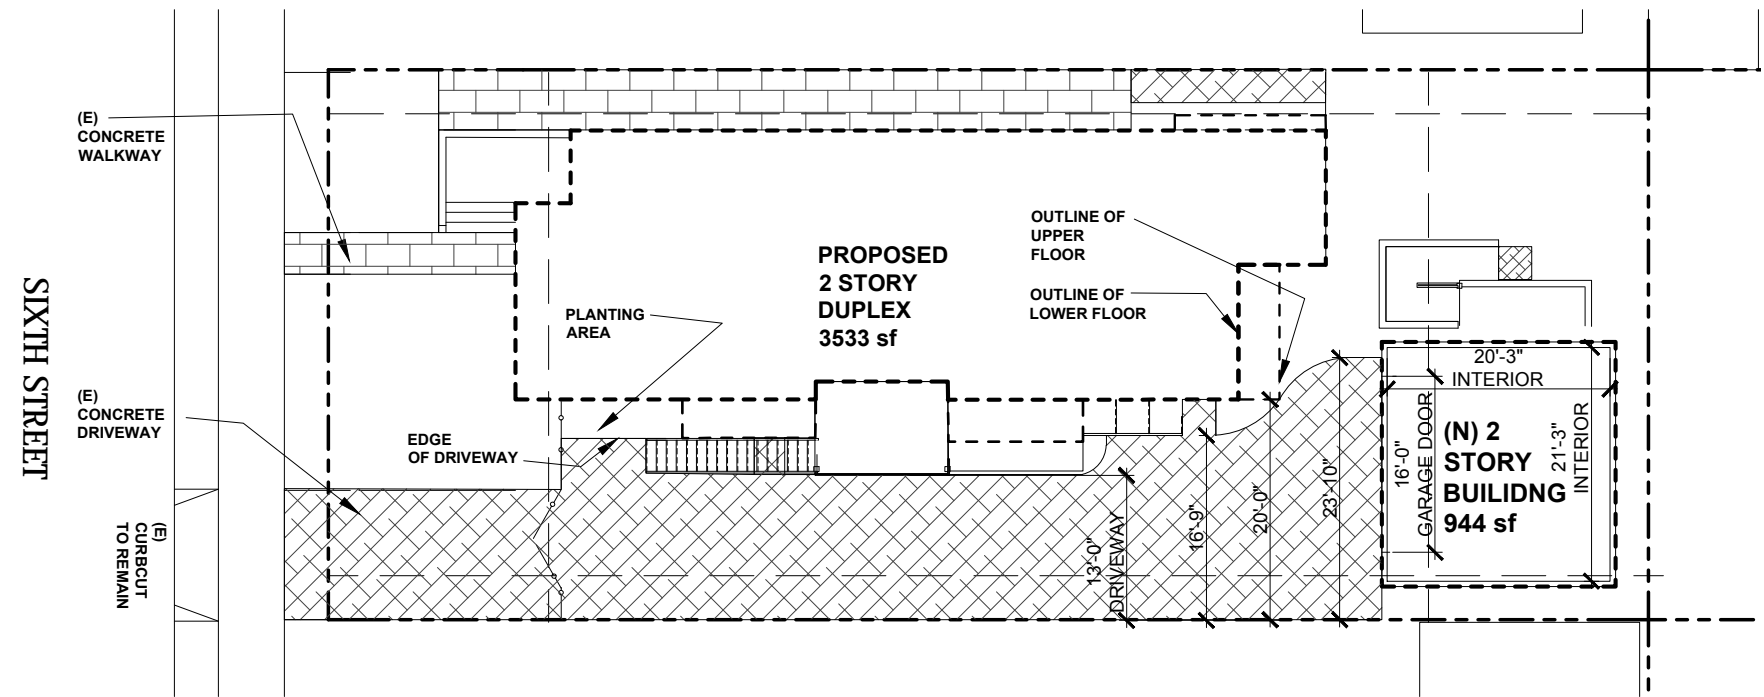 SIXTH STREET
(E)
CONCRETE
WALKWAY
(E)
CONCRETE
DRIVEWAY
(E)
CURBCUT
TO REMAIN
PLANTING
AREA
EDGE
OF DRIVEWAY
PROPOSED
2 STORY
DUPLEX
3533 sf
OUTLINE OF
UPPER
FLOOR
OUTLINE OF
LOWER FLOOR
13'-0"
DRIVEWAY
16'-9"
20'-0"
23'-10"
20'-3"
INTERIOR
16'-0"
GARAGE DOOR
(N) 2
STORY
BUILIDNG
944 sf
21'-3"
INTERIOR